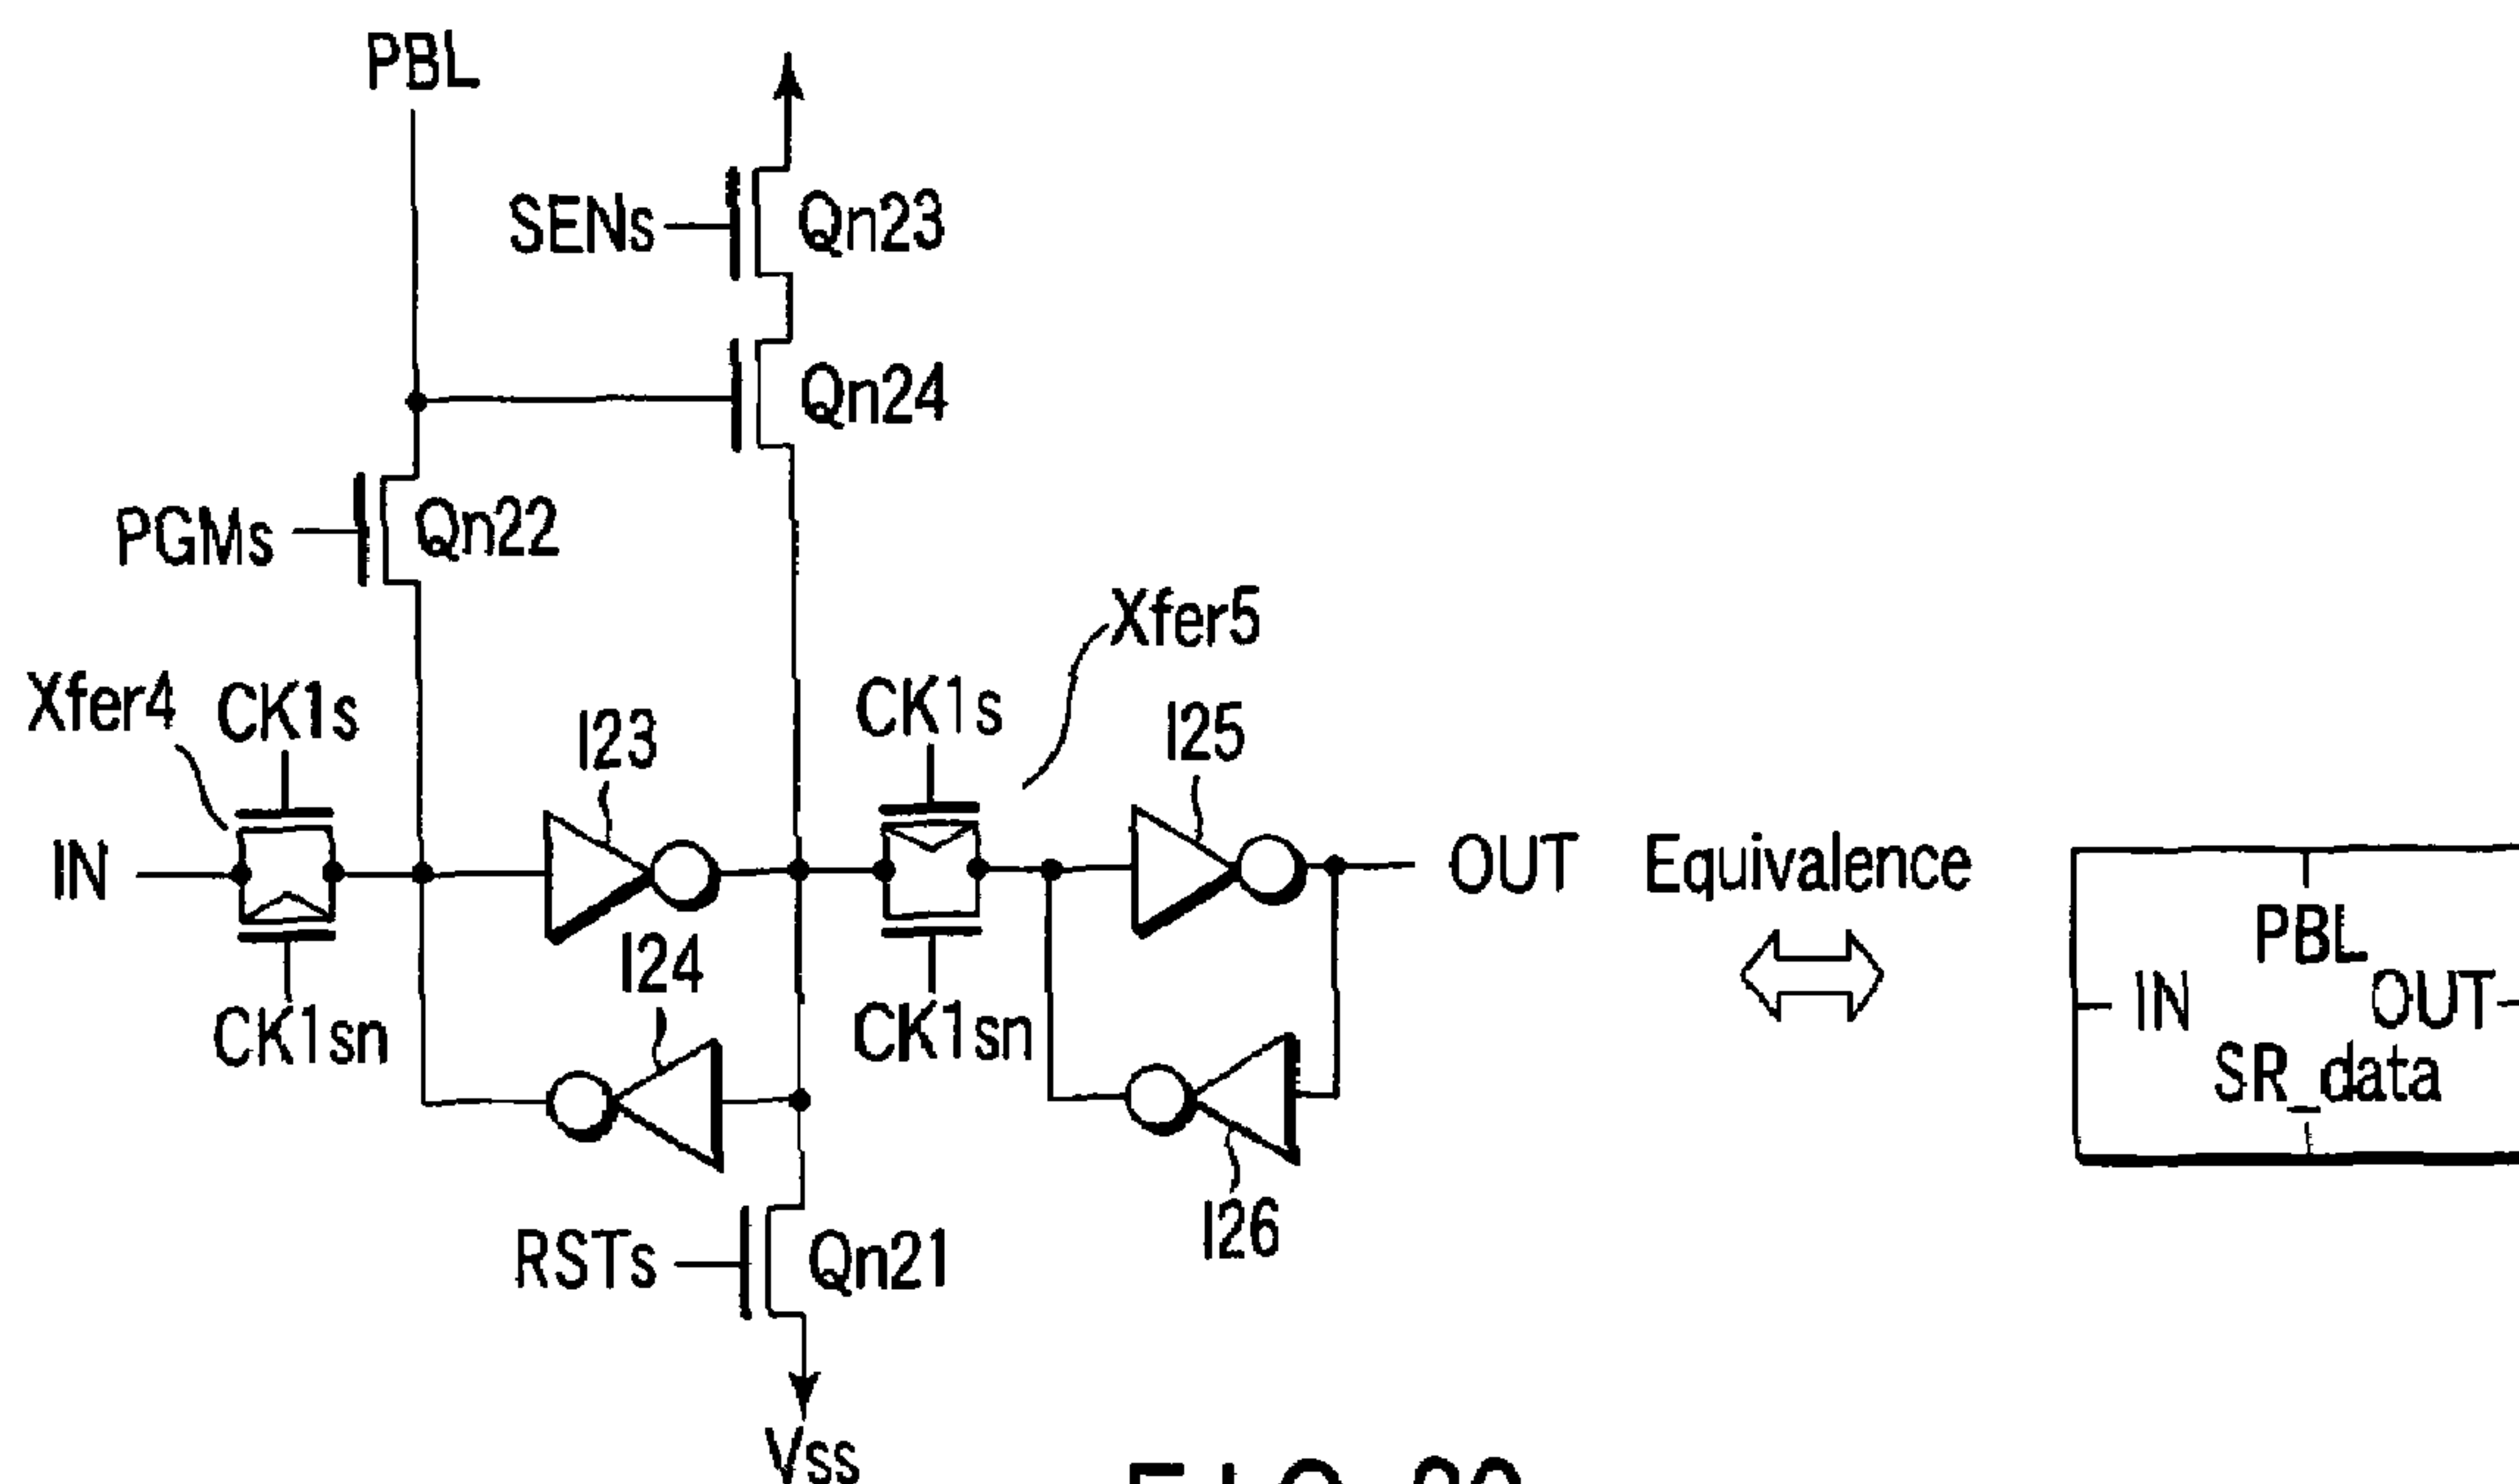 PBL
SENs
Qn23
Qn24
PGMs
Qn22
Xfer5
Xfer4
CK1s
I23
CK1s
I25
IN
OUT
Equivalence
I24
PBL
IN
OUT
SR_data
CK1sn
CK1sn
I26
RSTs
Qn21
Vss